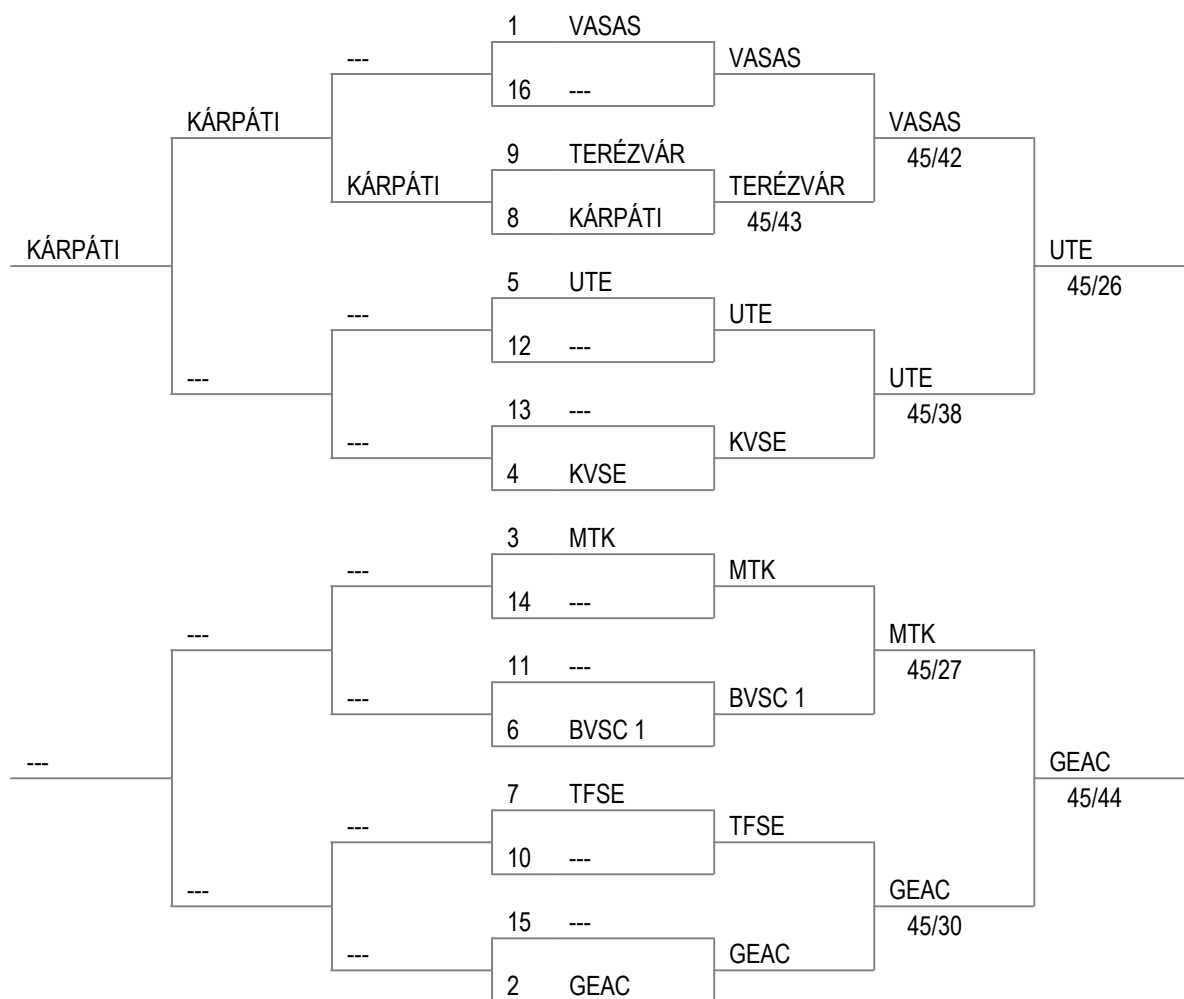 1 VASAS
--- VASAS
16 ---
KÁRPÁTI VASAS
9 TERÉZVÁR 45/42
KÁRPÁTI TERÉZVÁR
8 KÁRPÁTI 45/43
KÁRPÁTI UTE
5 UTE 45/26
--- UTE
12 ---
--- UTE
13 --- 45/38
--- KVSE
4 KVSE
3 MTK
--- MTK
14 ---
--- MTK
11 --- 45/27
--- BVSC 1
6 BVSC 1
--- GEAC
7 TFSE 45/44
--- TFSE
10 ---
--- GEAC
15 --- 45/30
--- GEAC
2 GEAC